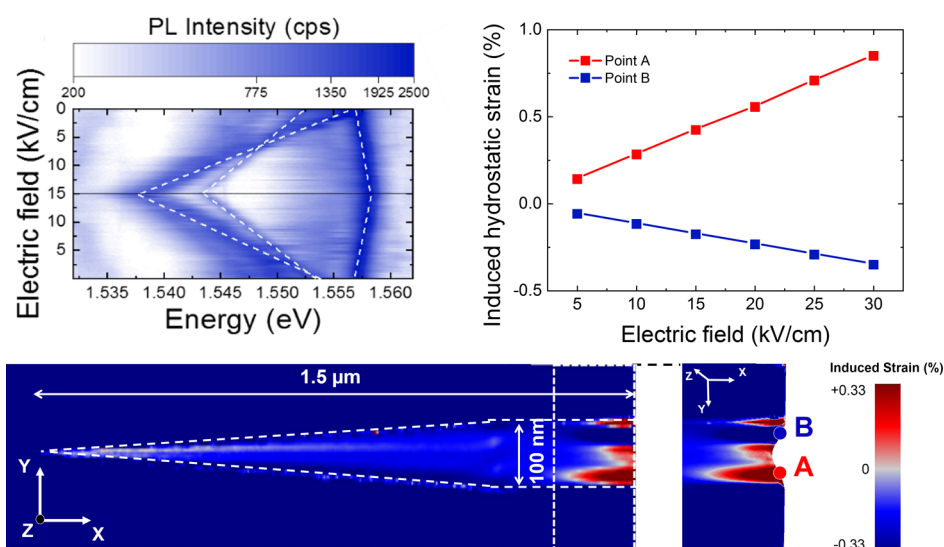 PL Intensity (cps)
200 775 1350 1925 2500
Electric field (kV/cm)
0
5
10
15
10
5
1.535 1.540 1.545 1.550 1.555 1.560
Energy (eV)
Induced hydrostatic strain (%)
1.0
0.5
0.0
-0.5
Point A
Point B
5 10 15 20 25 30
Electric field (kV/cm)
1.5 µm
100 nm
Y
Z
X
Z
X
Y
B
A
Induced Strain (%)
+0.33
0
-0.33